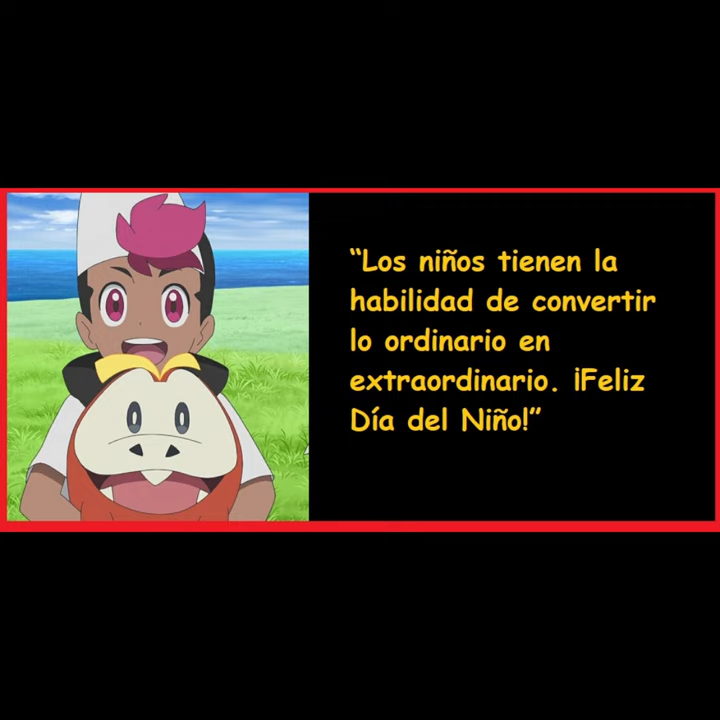 “Los niños tienen la
habilidad de convertir
lo ordinario en
extraordinario. ¡Feliz
Día del Niño!”